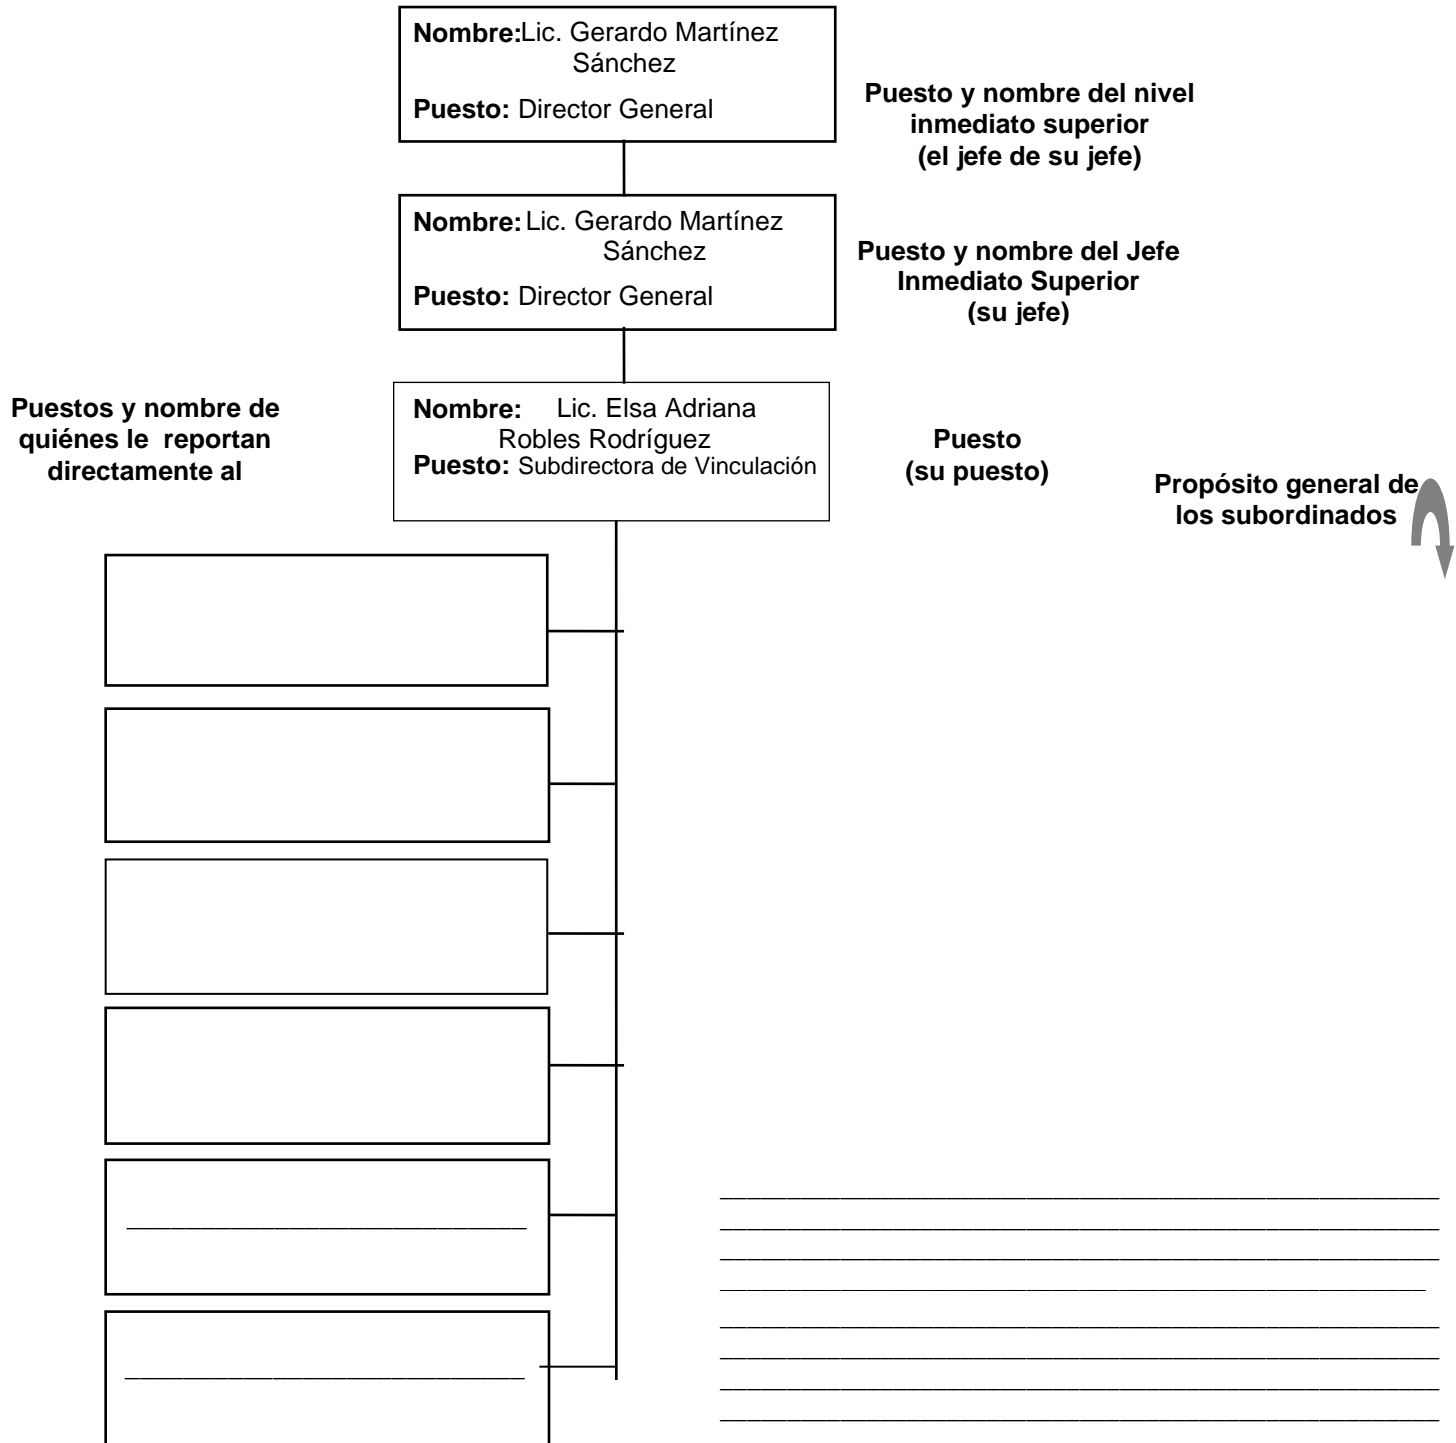 Nombre:Lic. Gerardo Martínez
Sánchez
Puesto: Director General
Puesto y nombre del nivel
inmediato superior
(el jefe de su jefe)
Nombre: Lic. Gerardo Martínez
Sánchez
Puesto: Director General
Puesto y nombre del Jefe
Inmediato Superior
(su jefe)
Puestos y nombre de
quiénes le reportan
directamente al
Nombre: Lic. Elsa Adriana
Robles Rodríguez
Puesto: Subdirectora de Vinculación
Puesto
(su puesto)
Propósito general de
los subordinados